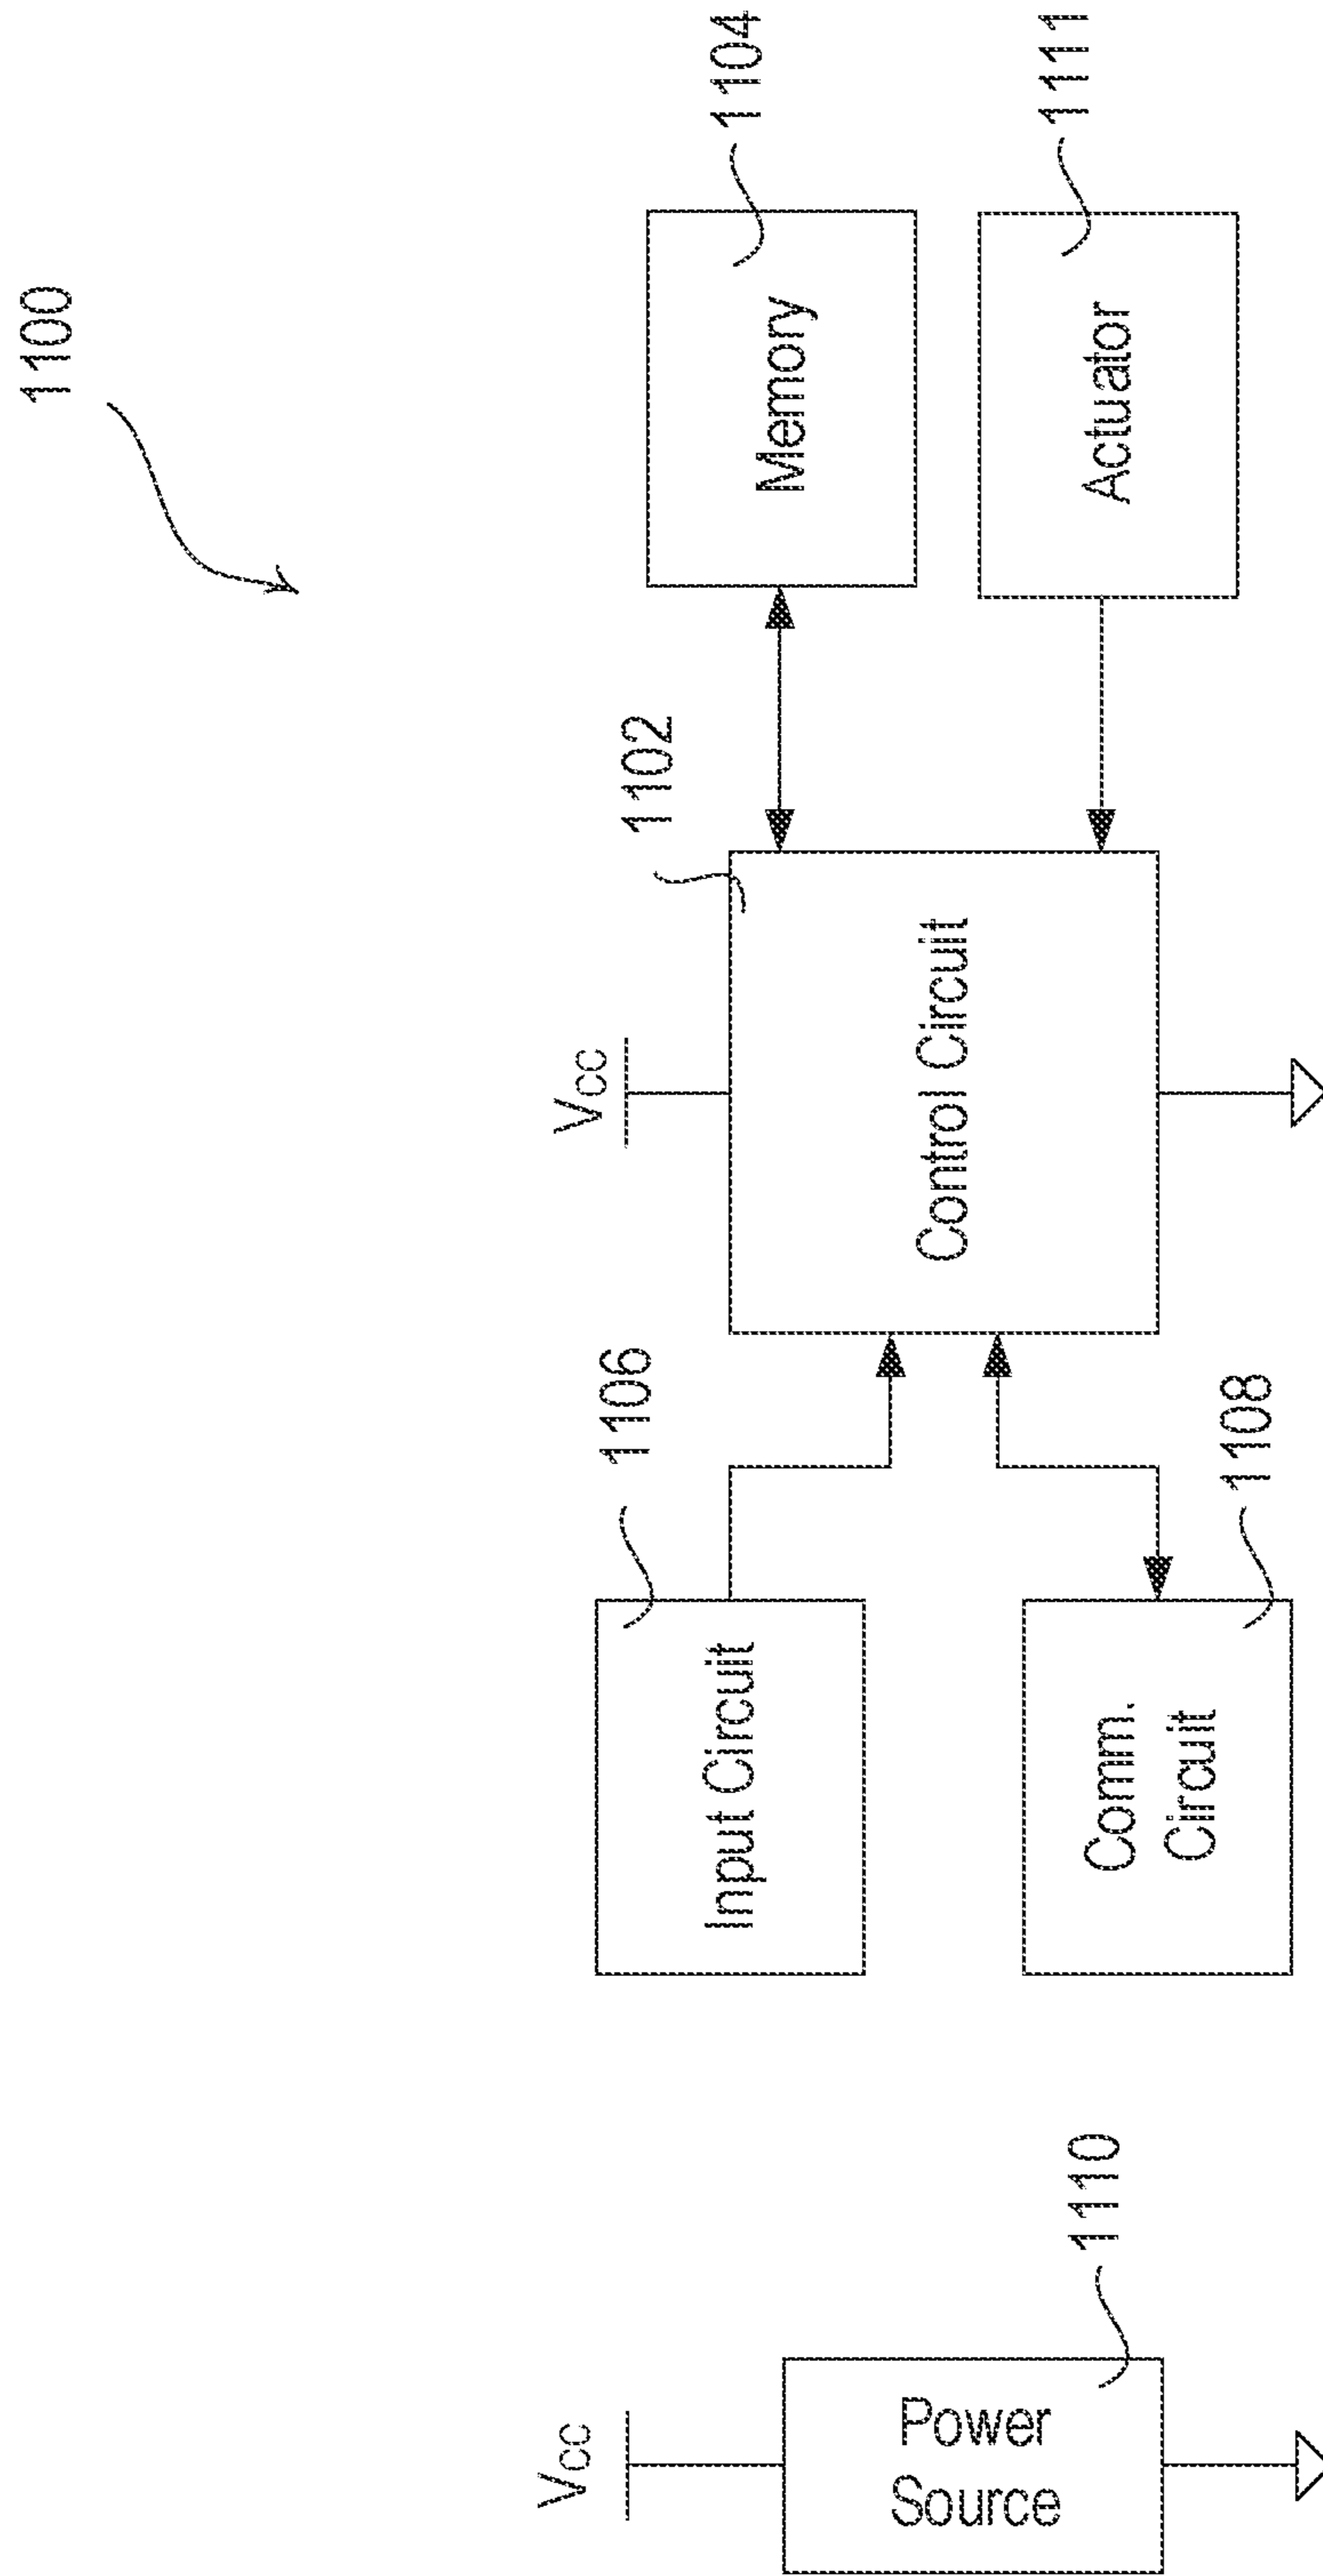 1100
Vcc
Power
Source
1110
Input Circuit
1106
Comm.
Circuit
1108
Vcc
Control Circuit
1102
Memory
1104
Actuator
1111